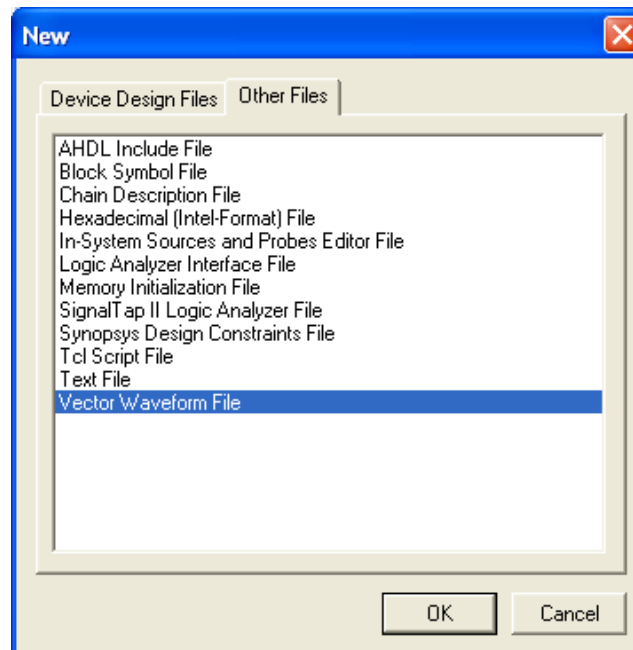 New
Device Design Files
Other Files
AHDL Include File
Block Symbol File
Chain Description File
Hexadecimal (Intel-Format) File
In-System Sources and Probes Editor File
Logic Analyzer Interface File
Memory Initialization File
SignalTap II Logic Analyzer File
Synopsys Design Constraints File
Tcl Script File
Text File
Vector Waveform File
OK
Cancel